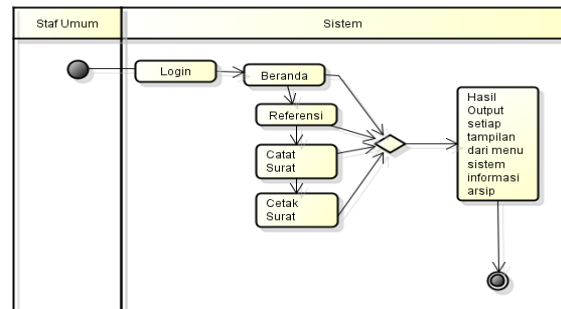 Staf Umum
Sistem
Login
Beranda
Referensi
Catat
Surat
Cetak
Surat
Hasil
Output
setiap
tampilan
dari menu
sistem
informasi
arsip